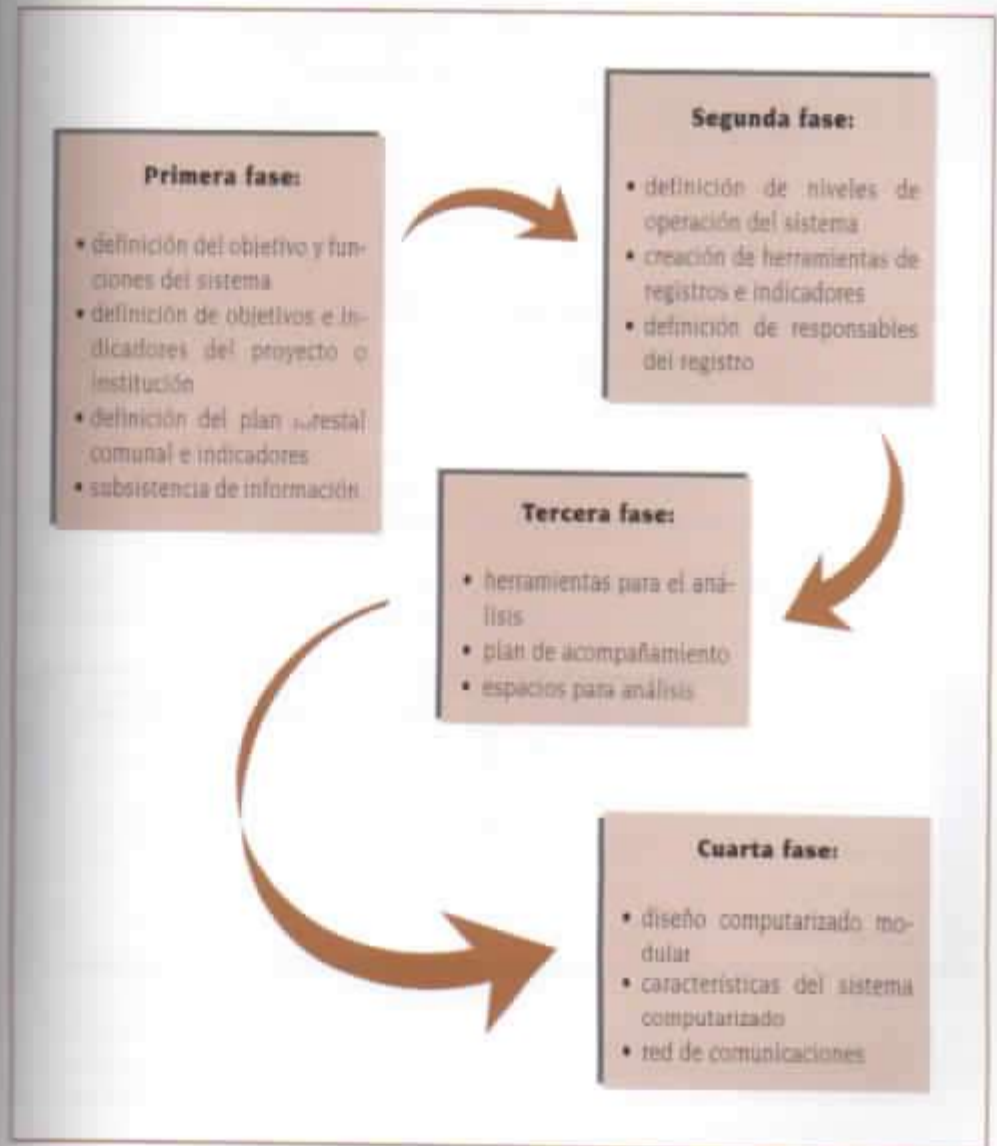 Primera fase:
• definición del objetivo y fun-
ciones del sistema
• definición de objetivos e in-
dicadores del proyecto o
institución
• definición del plan
comunal e indicadores
• subsistencia de información
Segunda fase:
• definición de niveles de
operación del sistema
• creación de herramientas de
registros e indicadores
• definición de responsables
del registro
Tercera fase:
• herramientas para el aná-
lisis
• plan de acompañamiento
• espacios para análisis
Cuarta fase:
• diseño computarizado mo-
dular
• características del sistema
computarizado
• red de comunicaciones